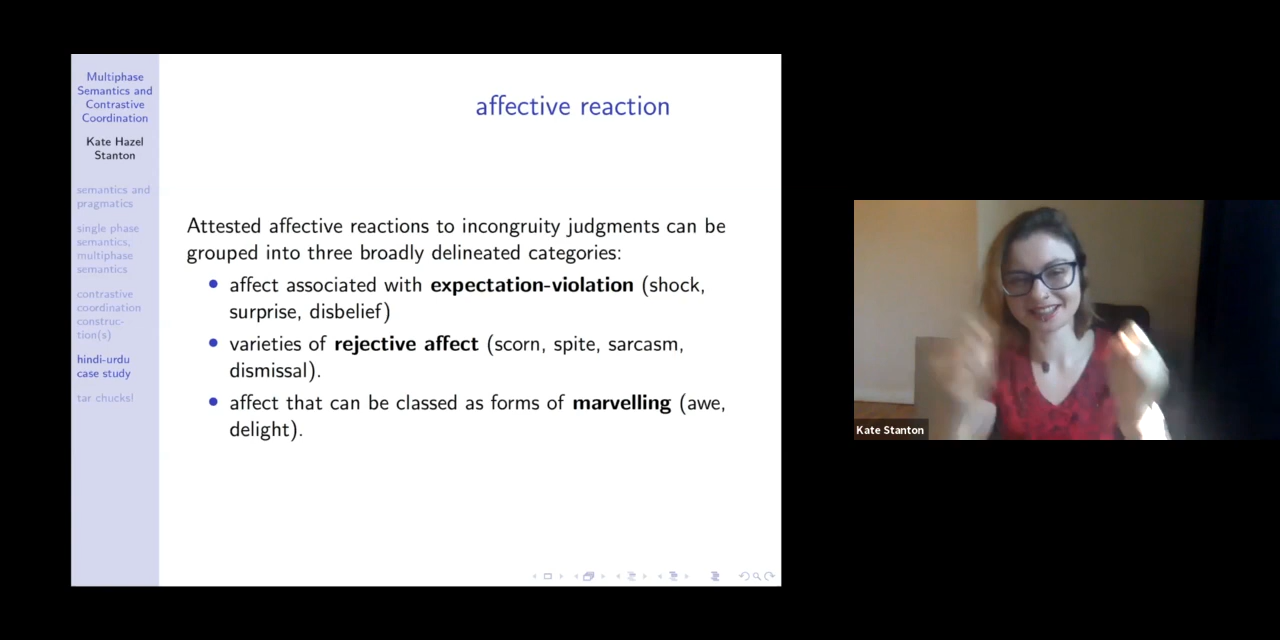 Multiphase
Semantics and
Contrastive
Coordination
Kate Hazel
Stanton
semantics and
pragmatics
single phase
semantics,
multiphase
semantics
contrastive
coordination
construc-
tion(s)
hindi-urdu
case study
tar chucks!
affective reaction
Attested affective reactions to incongruity judgments can be
grouped into three broadly delineated categories:
• affect associated with expectation-violation (shock,
surprise, disbelief)
• varieties of rejective affect (scorn, spite, sarcasm,
dismissal).
• affect that can be classed as forms of marvelling (awe,
delight).
Kate Stanton